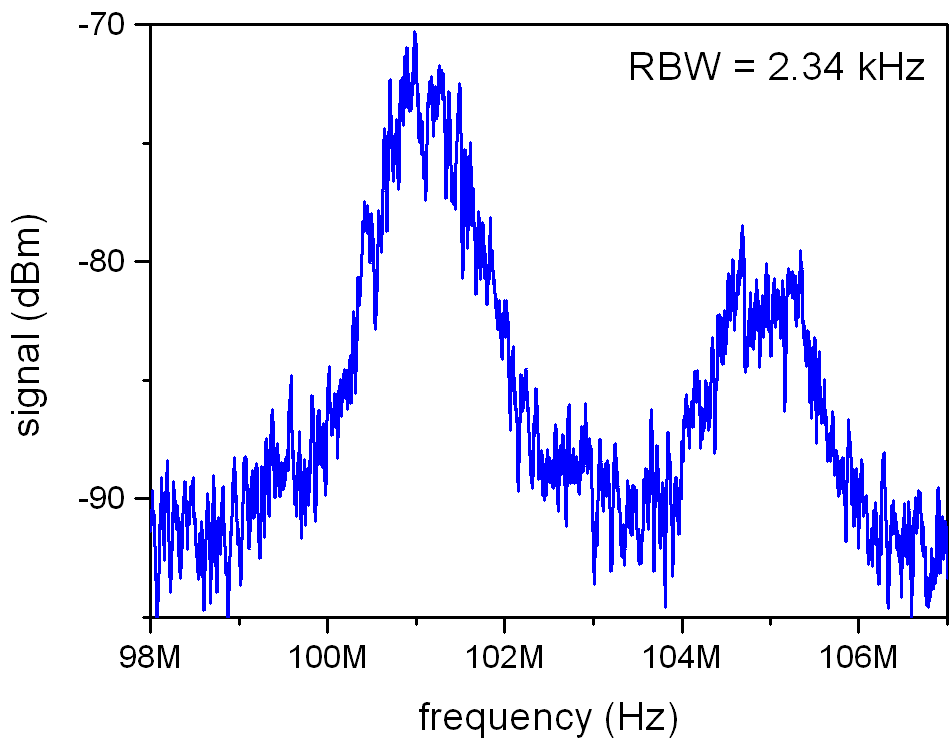 -70
RBW = 2.34 kHz
-80
-90
signal (dBm)
98M 100M 102M 104M 106M
frequency (Hz)